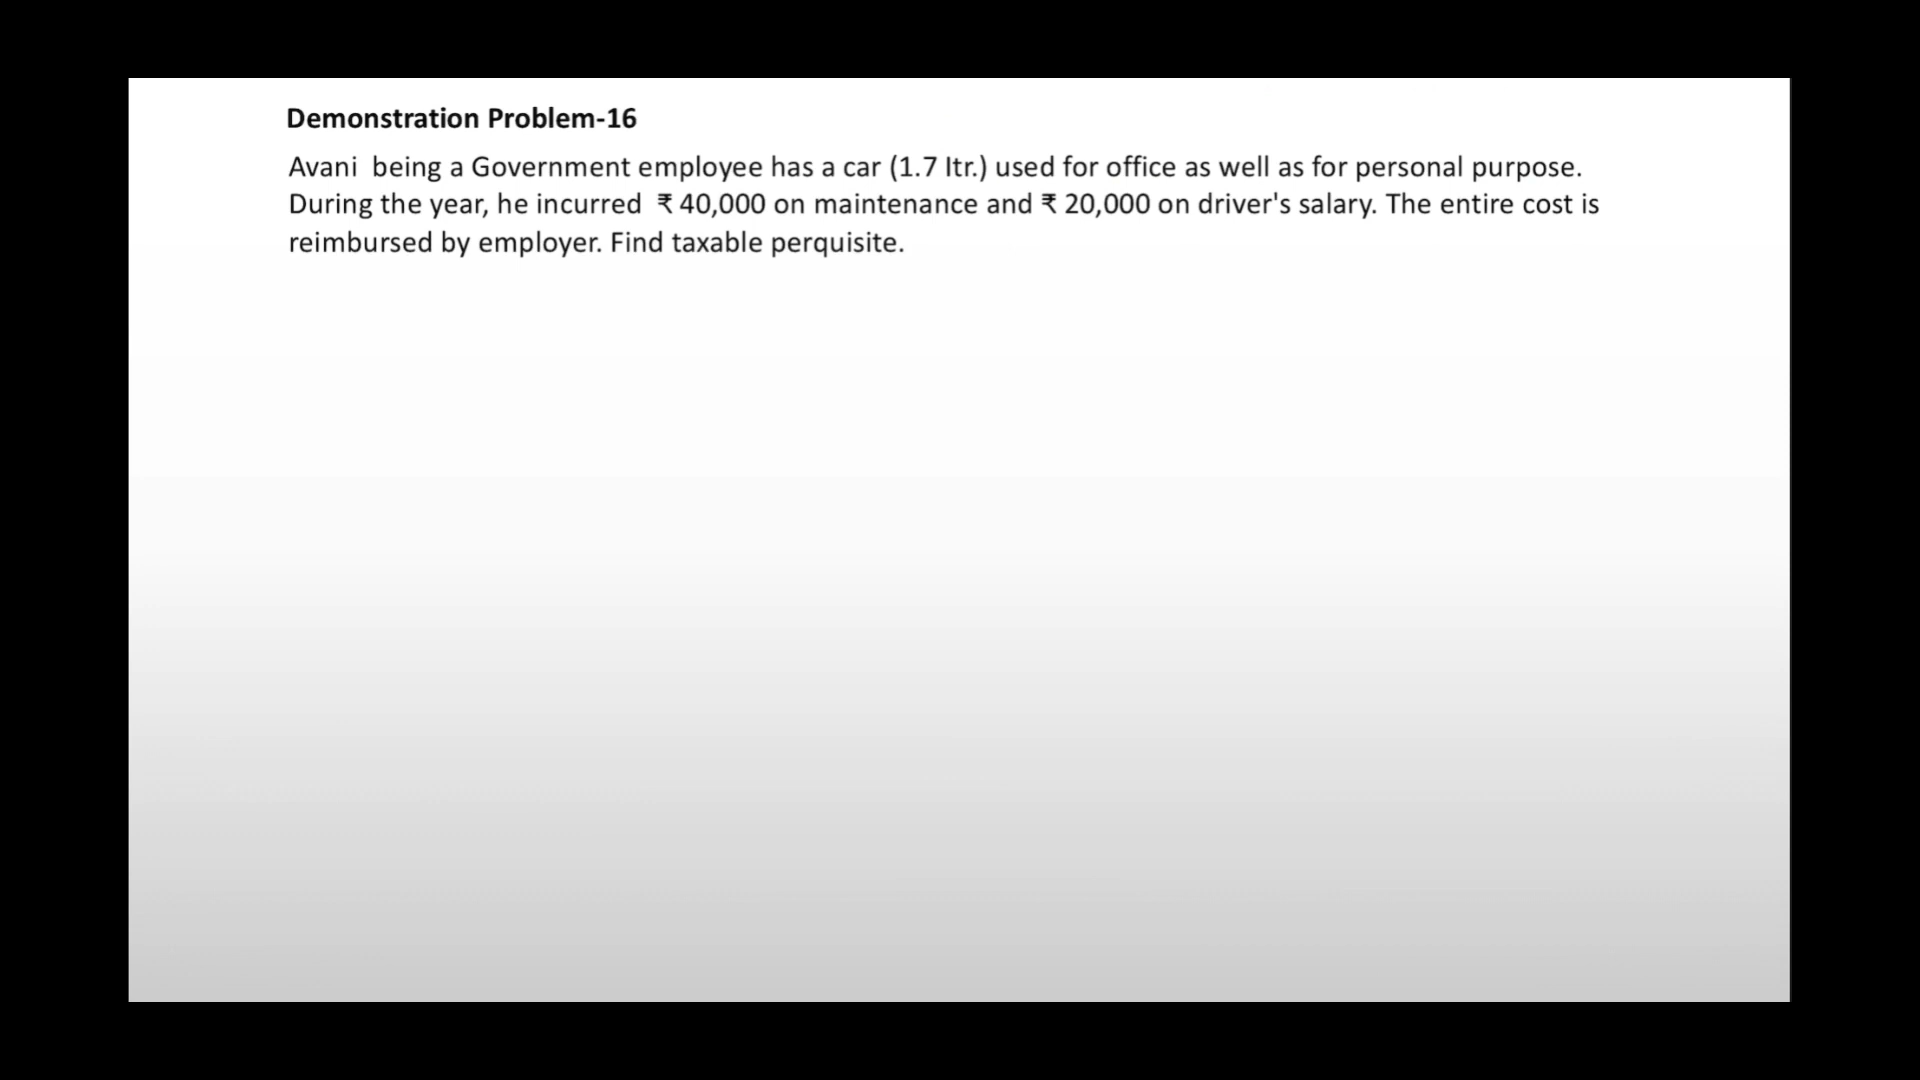 Demonstration Problem-16
Avani being a Government employee has a car (1.7 ltr.) used for office as well as for personal purpose.
During the year, he incurred ₹ 40,000 on maintenance and ₹ 20,000 on driver's salary. The entire cost is
reimbursed by employer. Find taxable perquisite.